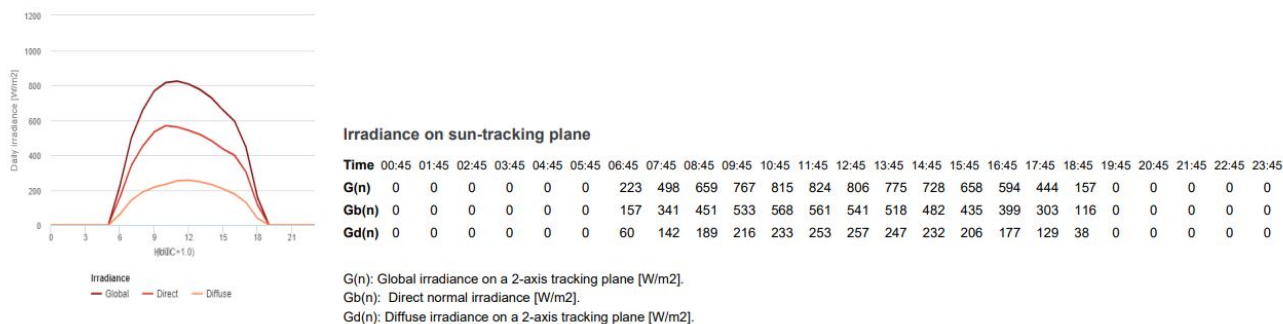 1200
1000
800
600
400
200
0
Daily irradiance [W/m2]
0 3 6 9 12 15 18 21
Irradiance
Global Direct Diffuse
Irradiance on sun-tracking plane
Time 00:45 01:45 02:45 03:45 04:45 05:45 06:45 07:45 08:45 09:45 10:45 11:45 12:45 13:45 14:45 15:45 16:45 17:45 18:45 19:45 20:45 21:45 22:45 23:45
G(n) 0 0 0 0 0 0 223 498 659 767 815 824 806 775 728 658 594 444 157 0 0 0 0 0
Gb(n) 0 0 0 0 0 0 157 341 451 533 568 561 541 518 482 435 399 303 116 0 0 0 0 0
Gd(n) 0 0 0 0 0 0 60 142 189 216 233 253 257 247 232 206 177 129 38 0 0 0 0 0
G(n): Global irradiance on a 2-axis tracking plane [W/m2].
Gb(n): Direct normal irradiance [W/m2].
Gd(n): Diffuse irradiance on a 2-axis tracking plane [W/m2].